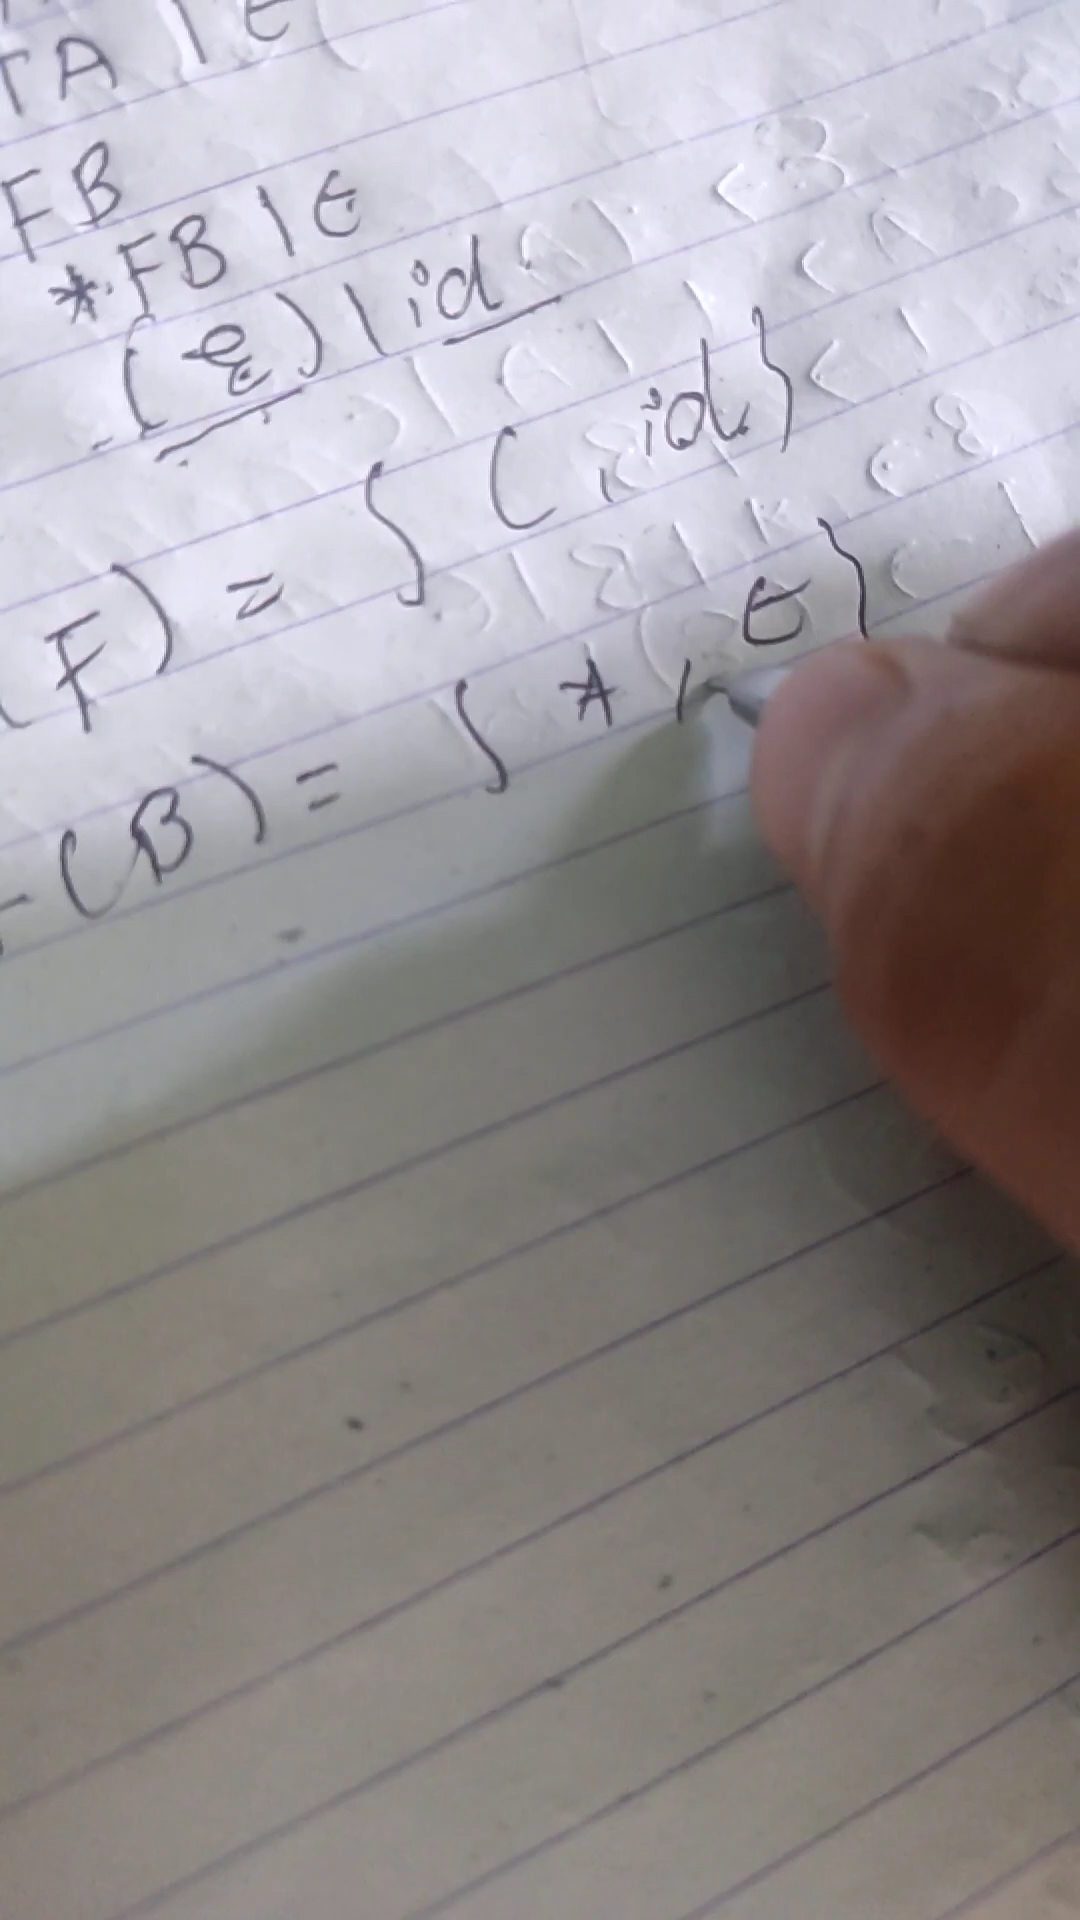 TA | ϵ
FB
*FB | ϵ
(E) | id
(F) = { (, id}
(B) = { *, ϵ}